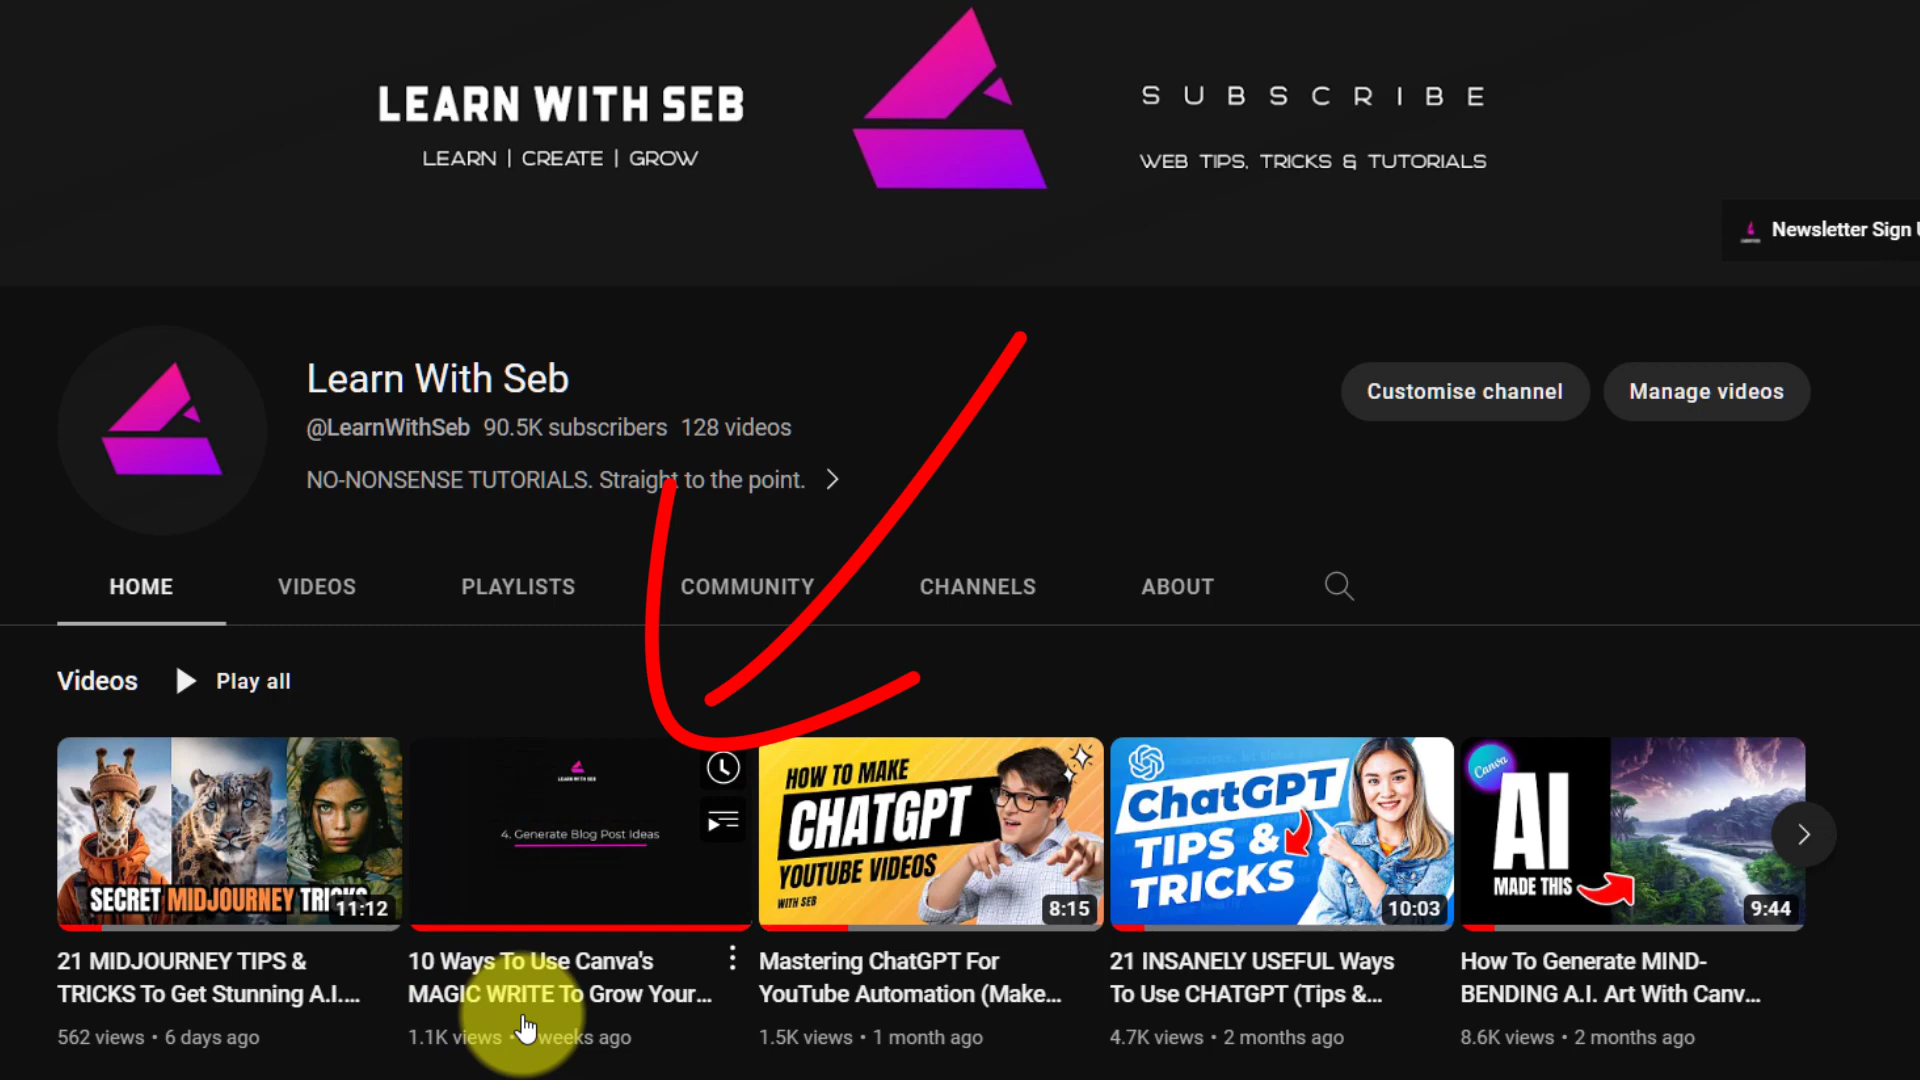 LEARN WITH SEB
LEARN | CREATE | GROW
SUBSCRIBE
WEB TIPS, TRICKS & TUTORIALS
Newsletter Sign
Learn With Seb
@LearnWithSeb 90.5K subscribers 128 videos
NO-NONSENSE TUTORIALS. Straight to the point.
Customise channel
Manage videos
HOME
VIDEOS
PLAYLISTS
COMMUNITY
CHANNELS
ABOUT
Videos
Play all
SECRET MIDJOURNEY TRICKS
11:12
21 MIDJOURNEY TIPS &
TRICKS To Get Stunning A.I....
562 views • 6 days ago
LEARN WITH SEB
4. Generate Blog Post Ideas
10 Ways To Use Canva's
MAGIC WRITE To Grow Your...
1.1K views • weeks ago
HOW TO MAKE
CHATGPT
YOUTUBE VIDEOS
WITH SEB
8:15
Mastering ChatGPT For
YouTube Automation (Make...
1.5K views • 1 month ago
ChatGPT
TIPS &
TRICKS
10:03
21 INSANELY USEFUL Ways
To Use CHATGPT (Tips &...
4.7K views • 2 months ago
Canva
AI
MADE THIS
9:44
How To Generate MIND-
BENDING A.I. Art With Canv...
8.6K views • 2 months ago